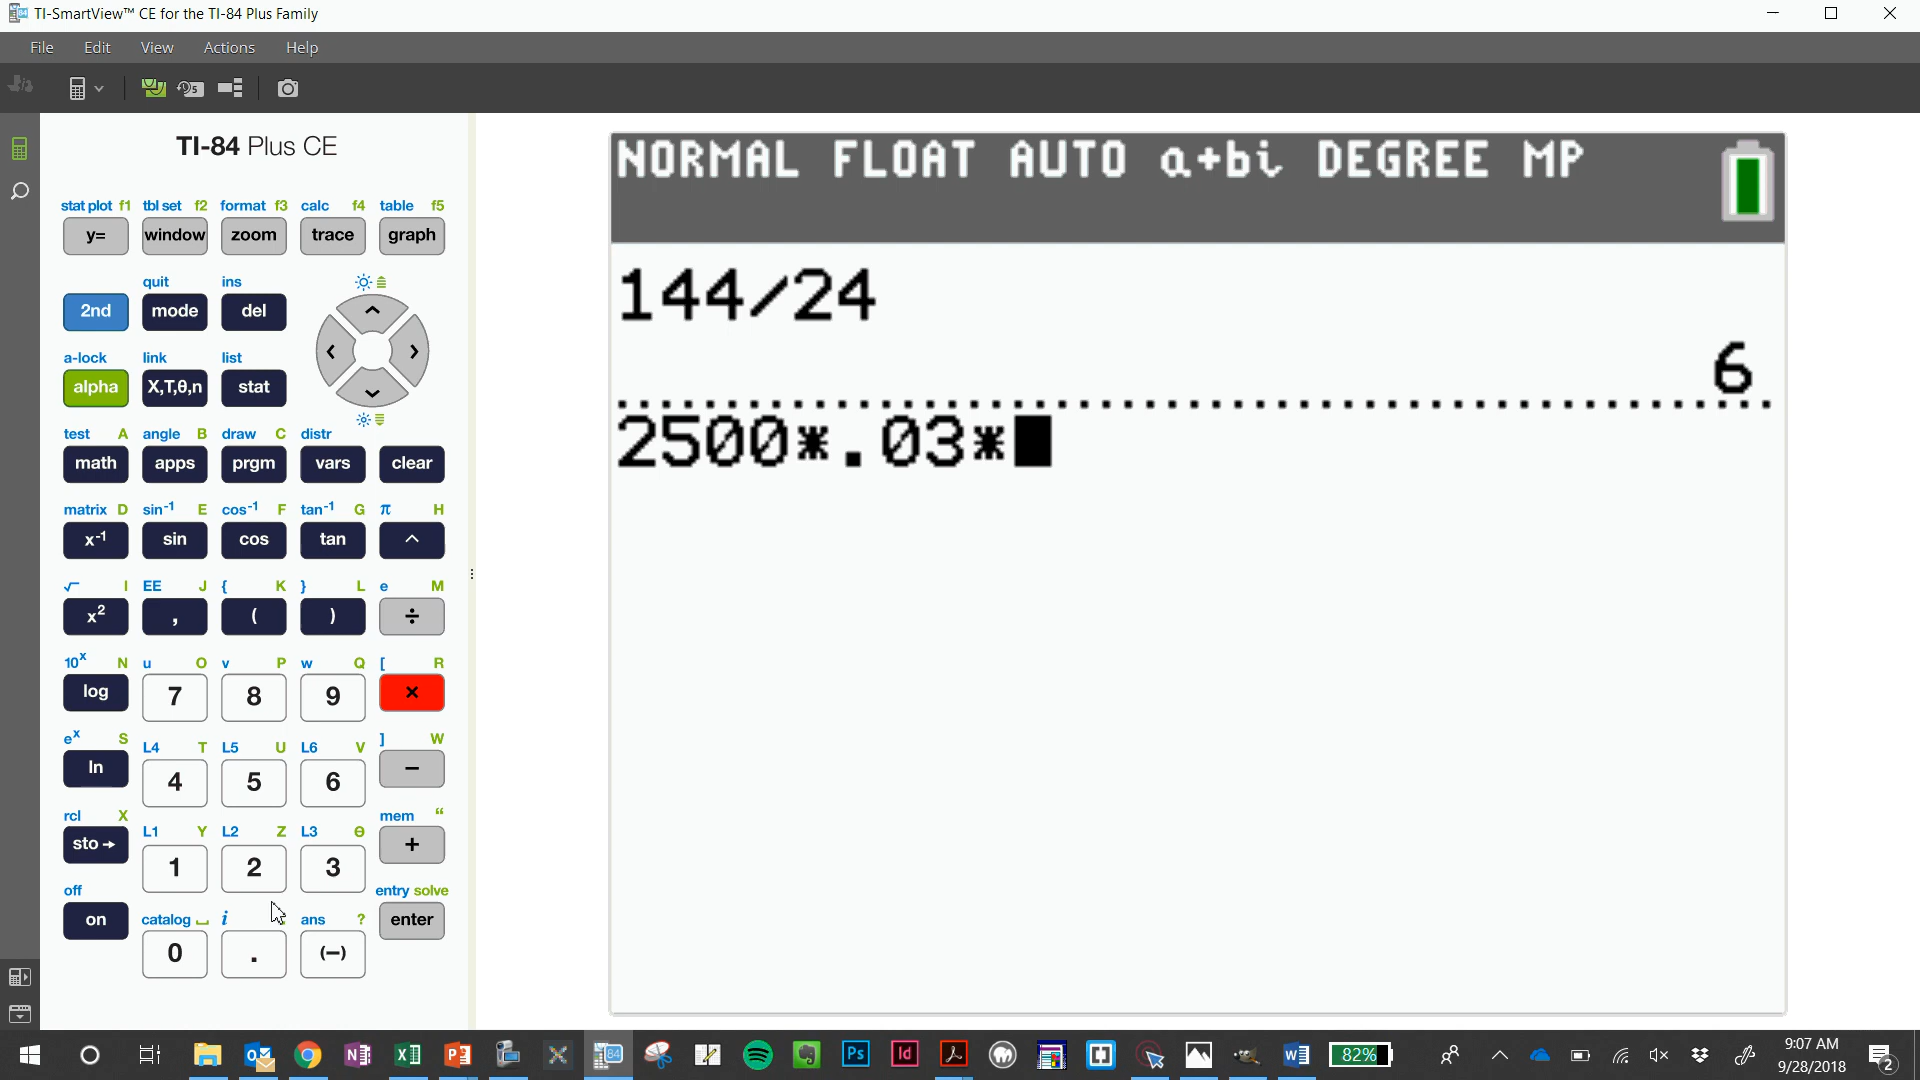 TI-SmartView™ CE for the TI-84 Plus Family
File Edit View Actions Help
TI-84 Plus CE
stat plot f1 tbl set f2 format f3 calc f4 table f5
y= window zoom trace graph
quit ins
2nd mode del
a-lock link list
alpha X,T,θ,n stat
test A angle B draw C distr
math apps prgm vars clear
matrix D sin⁻¹ E cos⁻¹ F tan⁻¹ G π H
x⁻¹ sin cos tan ^
√ I EE J { K } L e M
x² , ( ) ÷
10ˣ N u O v P w Q [ R
log 7 8 9 ×
eˣ S L4 T L5 U L6 V ] W
ln 4 5 6 −
rcl X L1 Y L2 Z L3 θ mem “
sto→ 1 2 3 +
off catalog i ans ? entry solve
on 0 . (−) enter
NORMAL FLOAT AUTO a+bi DEGREE MP
144/24
6
2500*.03*
N X P 84 Ps Id W 82%
9:07 AM
9/28/2018
2